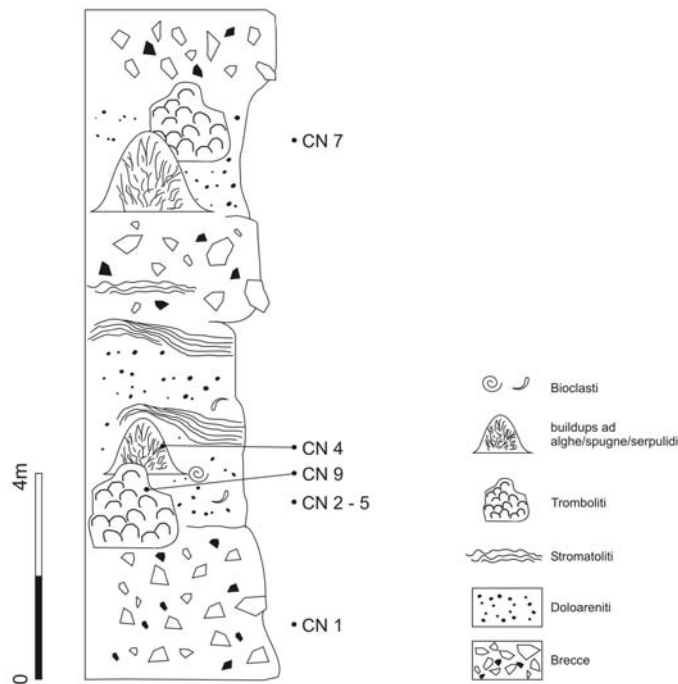 CN 7
CN 4
CN 9
CN 2 - 5
CN 1
4m
0
Bioclasti
buildups ad
alghe/spugne/serpulidi
Tromboliti
Stromatoliti
Doloareniti
Brecce